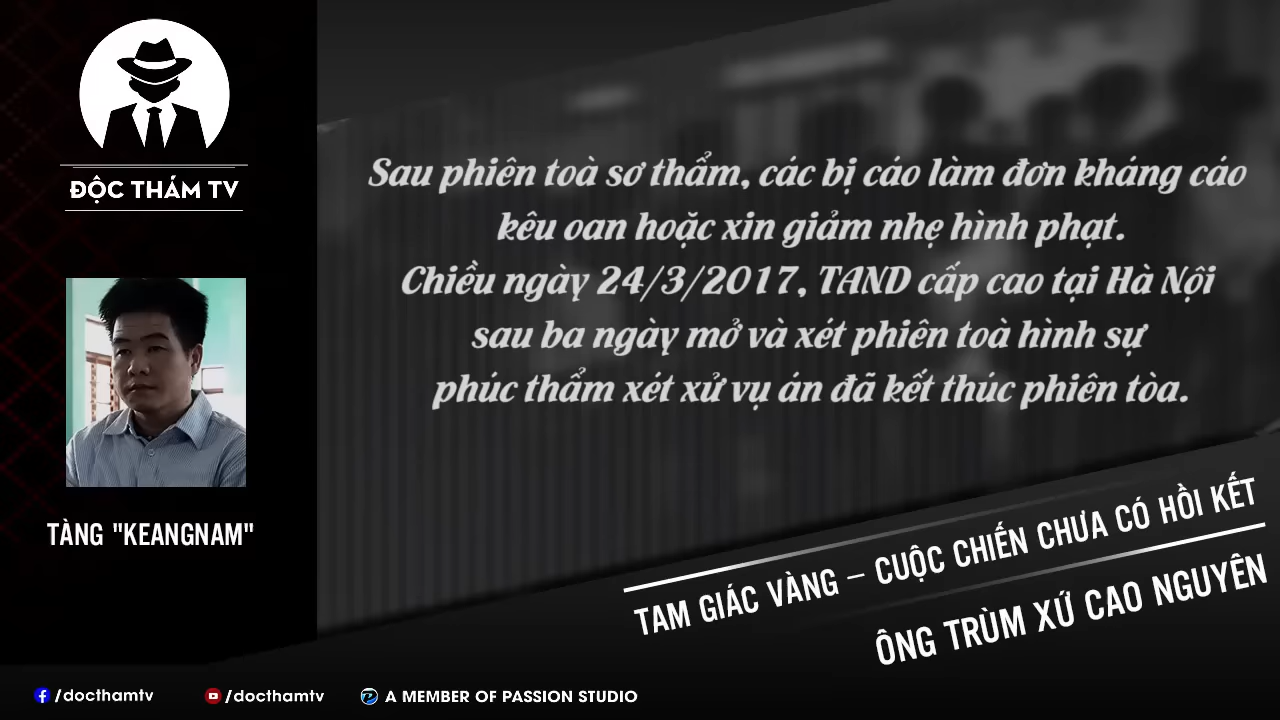 ĐỘC THÁM TV
TÀNG "KEANGNAM"
Sau phiên toà sơ thẩm, các bị cáo làm đơn kháng cáo
kêu oan hoặc xin giảm nhẹ hình phạt.
Chiều ngày 24/3/2017, TAND cấp cao tại Hà Nội
sau ba ngày mở và xét phiên toà hình sự
phúc thẩm xét xử vụ án đã kết thúc phiên tòa.
TAM GIÁC VÀNG – CUỘC CHIẾN CHƯA CÓ HỒI KẾT
ÔNG TRÙM XỨ CAO NGUYÊN
/docthamtv
/docthamtv
A MEMBER OF PASSION STUDIO